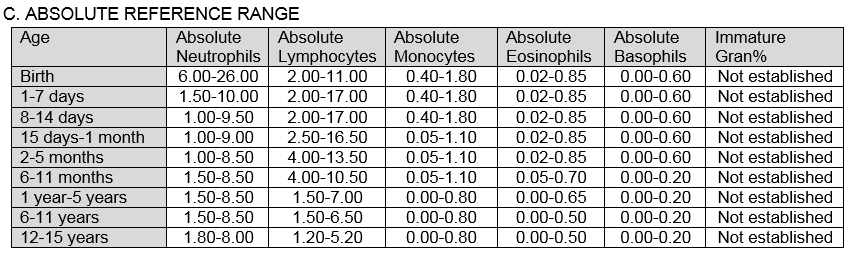 C. ABSOLUTE REFERENCE RANGE
Age Absolute Neutrophils Absolute Lymphocytes Absolute Monocytes Absolute Eosinophils Absolute Basophils Immature Gran%
Birth 6.00-26.00 2.00-11.00 0.40-1.80 0.02-0.85 0.00-0.60 Not established
1-7 days 1.50-10.00 2.00-17.00 0.40-1.80 0.02-0.85 0.00-0.60 Not established
8-14 days 1.00-9.50 2.00-17.00 0.40-1.80 0.02-0.85 0.00-0.60 Not established
15 days-1 month 1.00-9.00 2.50-16.50 0.05-1.10 0.02-0.85 0.00-0.60 Not established
2-5 months 1.00-8.50 4.00-13.50 0.05-1.10 0.02-0.85 0.00-0.60 Not established
6-11 months 1.50-8.50 4.00-10.50 0.05-1.10 0.05-0.70 0.00-0.20 Not established
1 year-5 years 1.50-8.50 1.50-7.00 0.00-0.80 0.00-0.65 0.00-0.20 Not established
6-11 years 1.50-8.50 1.50-6.50 0.00-0.80 0.00-0.50 0.00-0.20 Not established
12-15 years 1.80-8.00 1.20-5.20 0.00-0.80 0.00-0.50 0.00-0.20 Not established